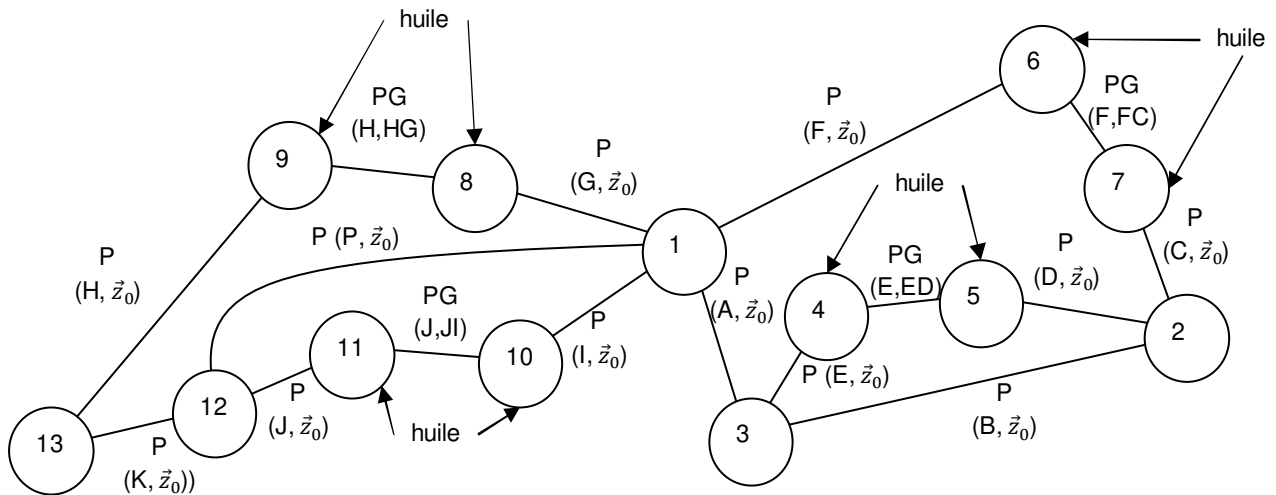 huile
huile
6
PG
(F,FC)
P
(F, z⃗₀)
PG
(H,HG)
9
8
P
(G, z⃗₀)
7
huile
P
(C, z⃗₀)
P (P, z⃗₀)
1
P
(H, z⃗₀)
P
(A, z⃗₀)
PG
(E,ED)
P
(D, z⃗₀)
4
5
2
PG
(J,JI)
11
10
P
(I, z⃗₀)
P (E, z⃗₀)
12
P
(J, z⃗₀)
huile
3
P
(B, z⃗₀)
13
P
(K, z⃗₀))